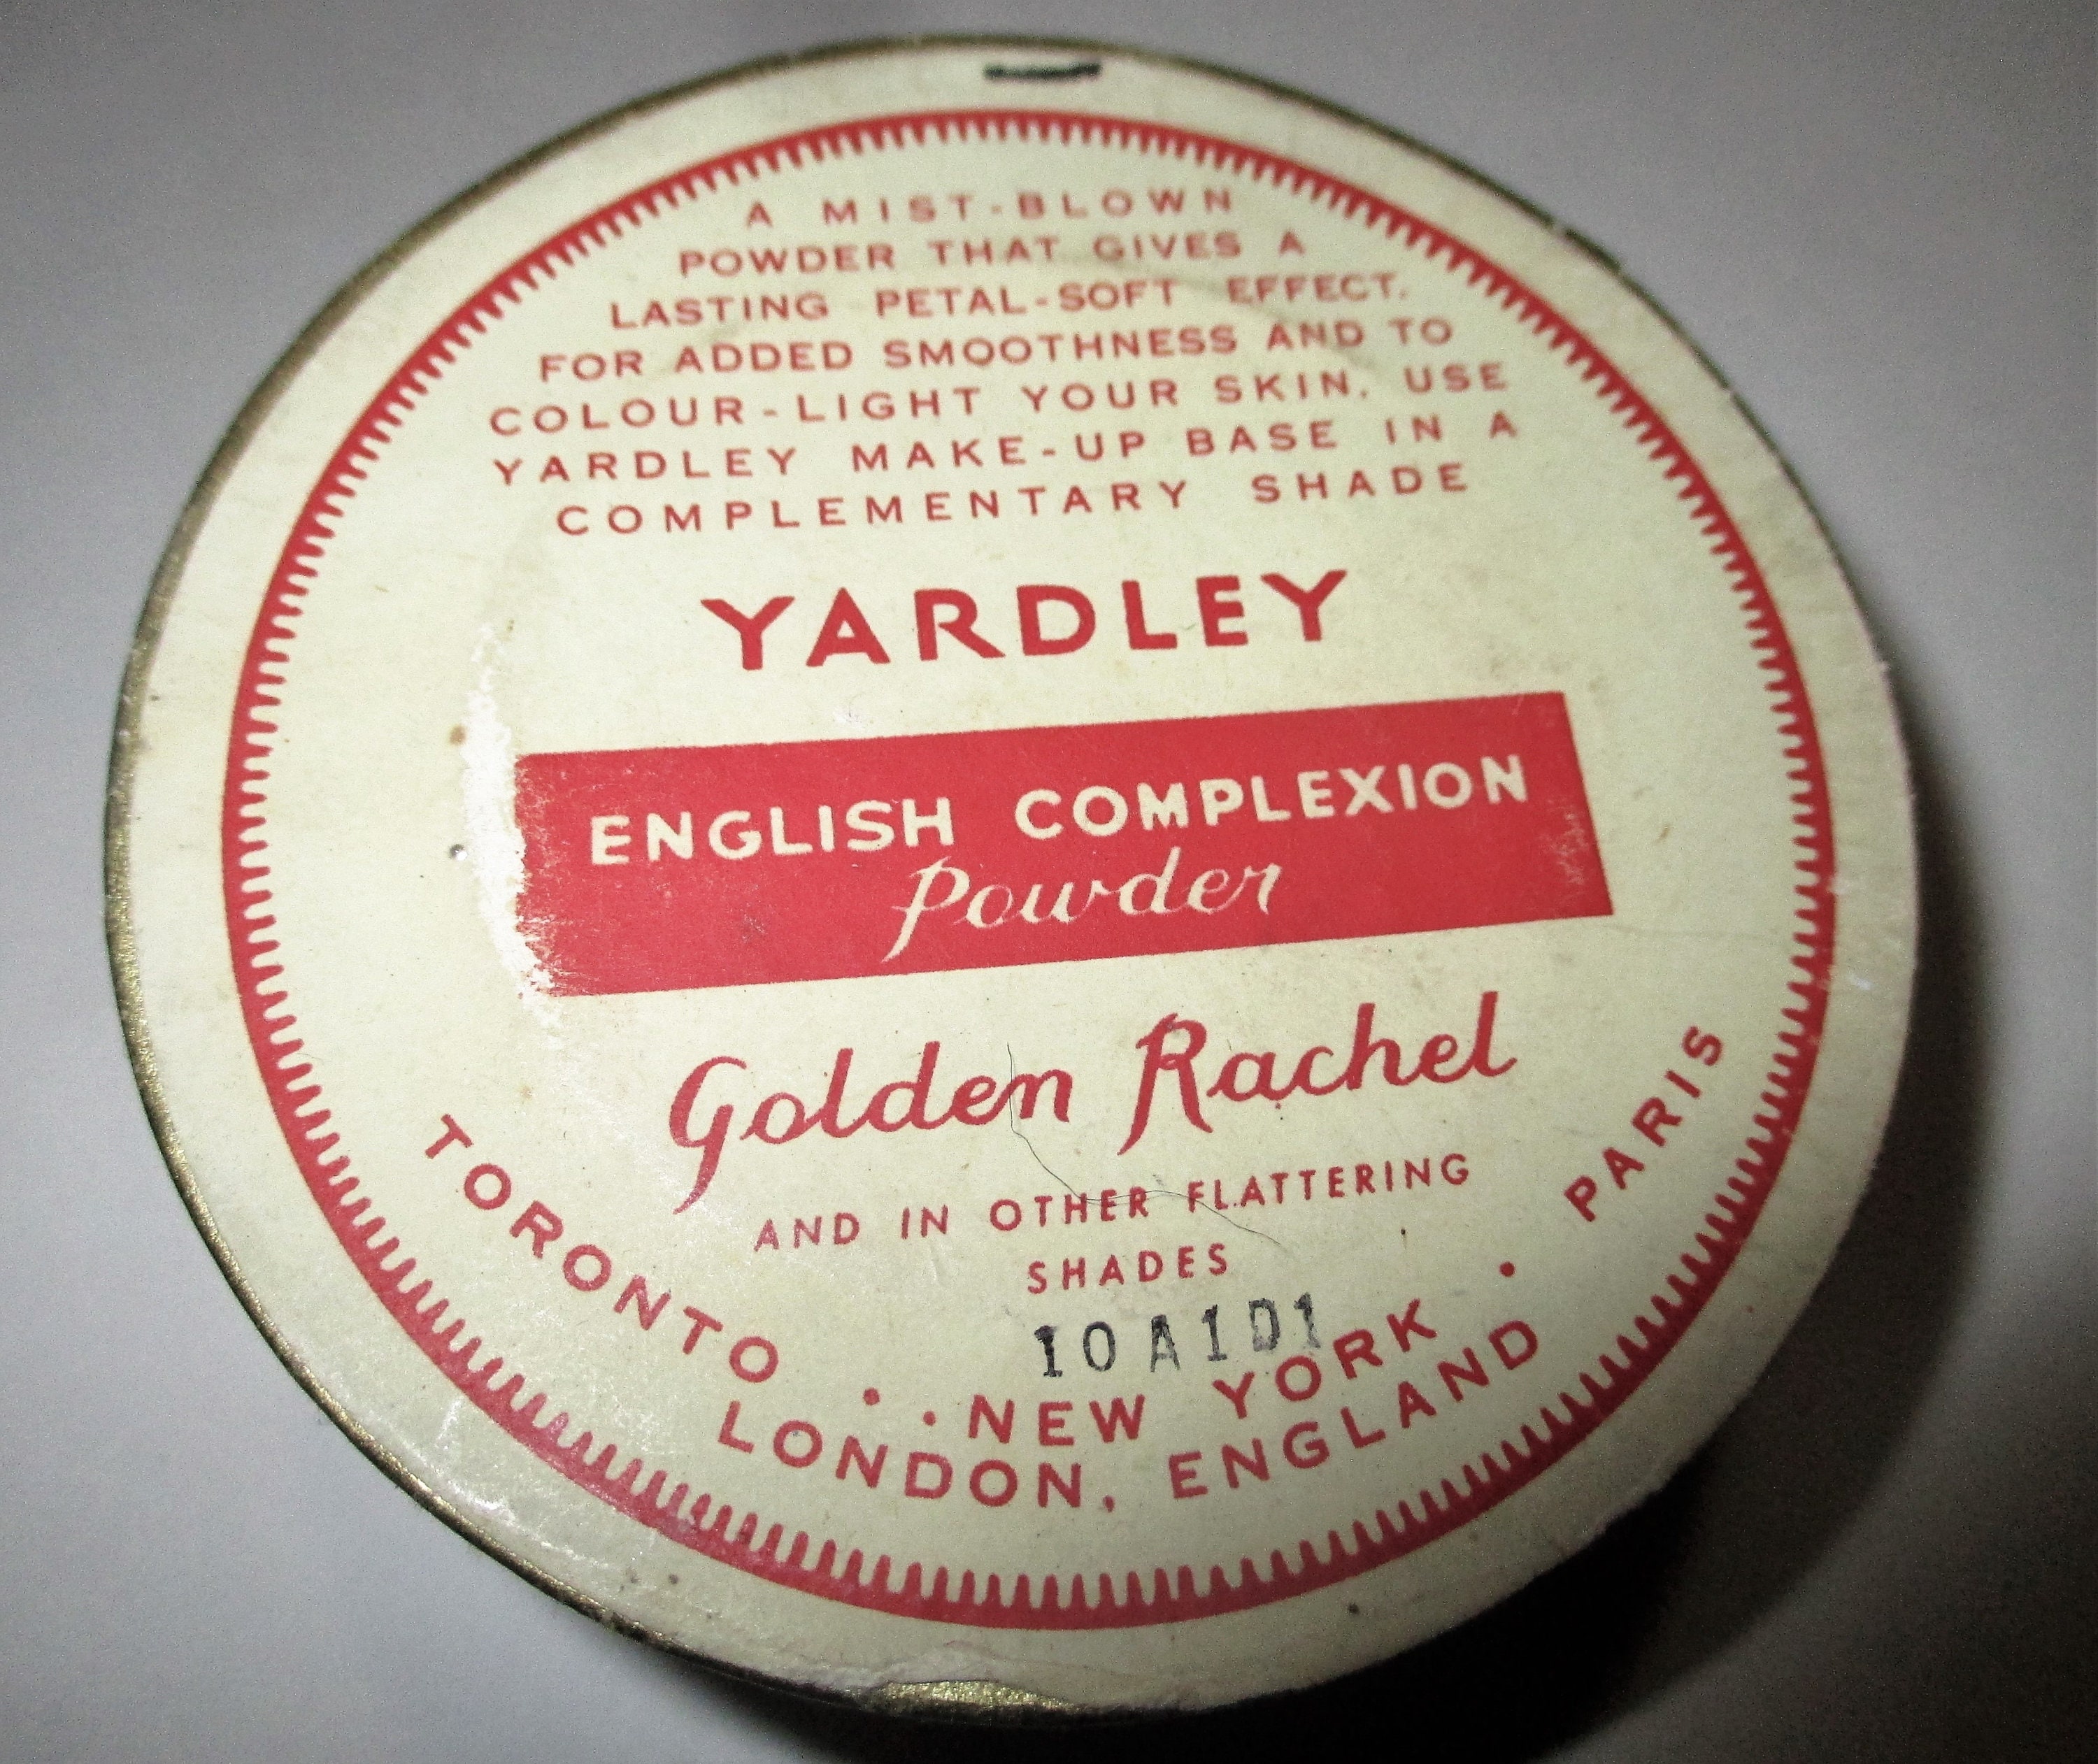 A MIST-BLOWN
POWDER THAT GIVES A
LASTING PETAL-SOFT EFFECT.
FOR ADDED SMOOTHNESS AND TO
COLOUR-LIGHT YOUR SKIN, USE
YARDLEY MAKE-UP BASE IN A
COMPLEMENTARY SHADE
YARDLEY
ENGLISH COMPLEXION
Powder
Golden Rachel
AND IN OTHER FLATTERING
SHADES
10A1D1
TORONTO · NEW YORK · PARIS
· LONDON, ENGLAND